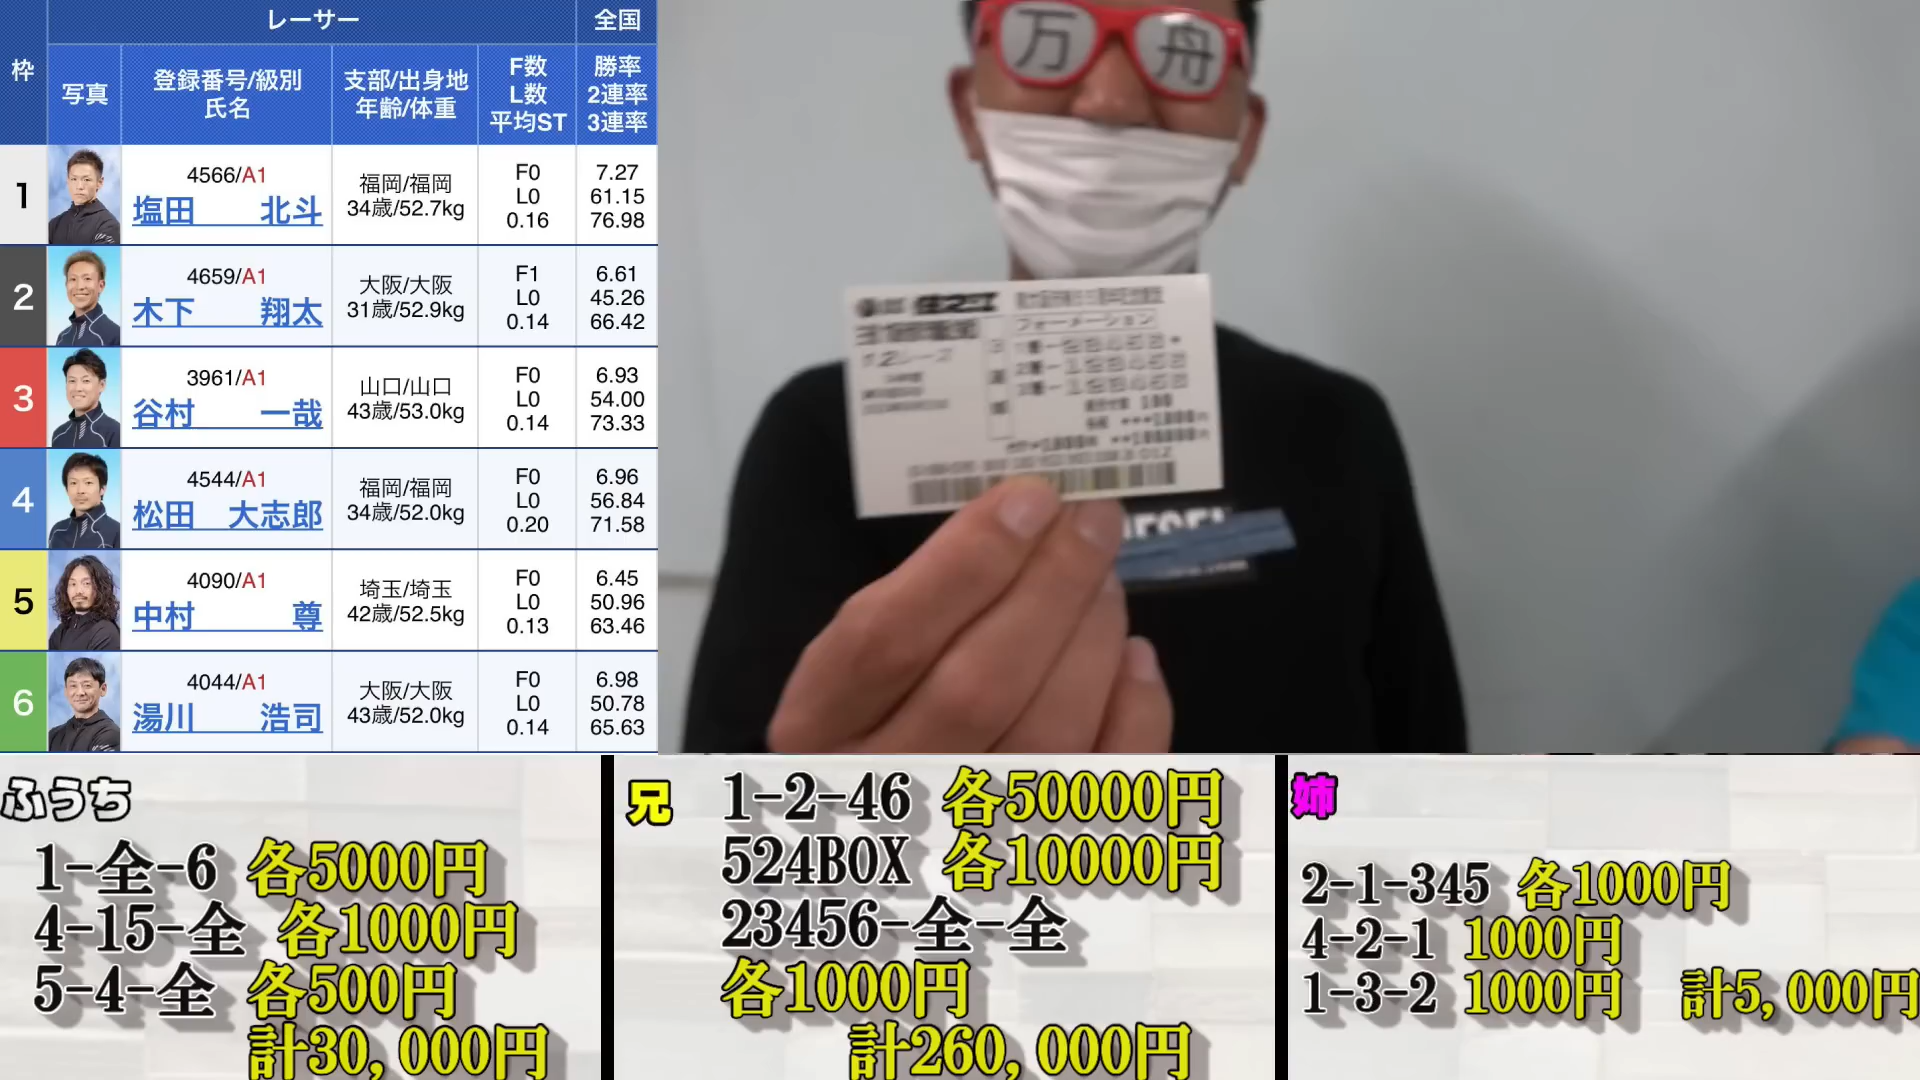 レーサー 全国
枠 写真 登録番号/級別 氏名 支部/出身地 年齢/体重 F数 L数 平均ST 勝率 2連率 3連率
1 4566/A1 塩田 北斗 福岡/福岡 34歳/52.7kg F0 L0 0.16 7.27 61.15 76.98
2 4659/A1 木下 翔太 大阪/大阪 31歳/52.9kg F1 L0 0.14 6.61 45.26 66.42
3 3961/A1 谷村 一哉 山口/山口 43歳/53.0kg F0 L0 0.14 6.93 54.00 73.33
4 4544/A1 松田 大志郎 福岡/福岡 34歳/52.0kg F0 L0 0.20 6.96 56.84 71.58
5 4090/A1 中村 尊 埼玉/埼玉 42歳/52.5kg F0 L0 0.13 6.45 50.96 63.46
6 4044/A1 湯川 浩司 大阪/大阪 43歳/52.0kg F0 L0 0.14 6.98 50.78 65.63
万 舟
住之江
フォーメーション
12レース
ふうち
1-全-6 各5000円
4-15-全 各1000円
5-4-全 各500円
計30,000円
兄
1-2-46 各50000円
524BOX 各10000円
23456-全-全
各1000円
計260,000円
姉
2-1-345 各1000円
4-2-1 1000円
1-3-2 1000円 計5,000円